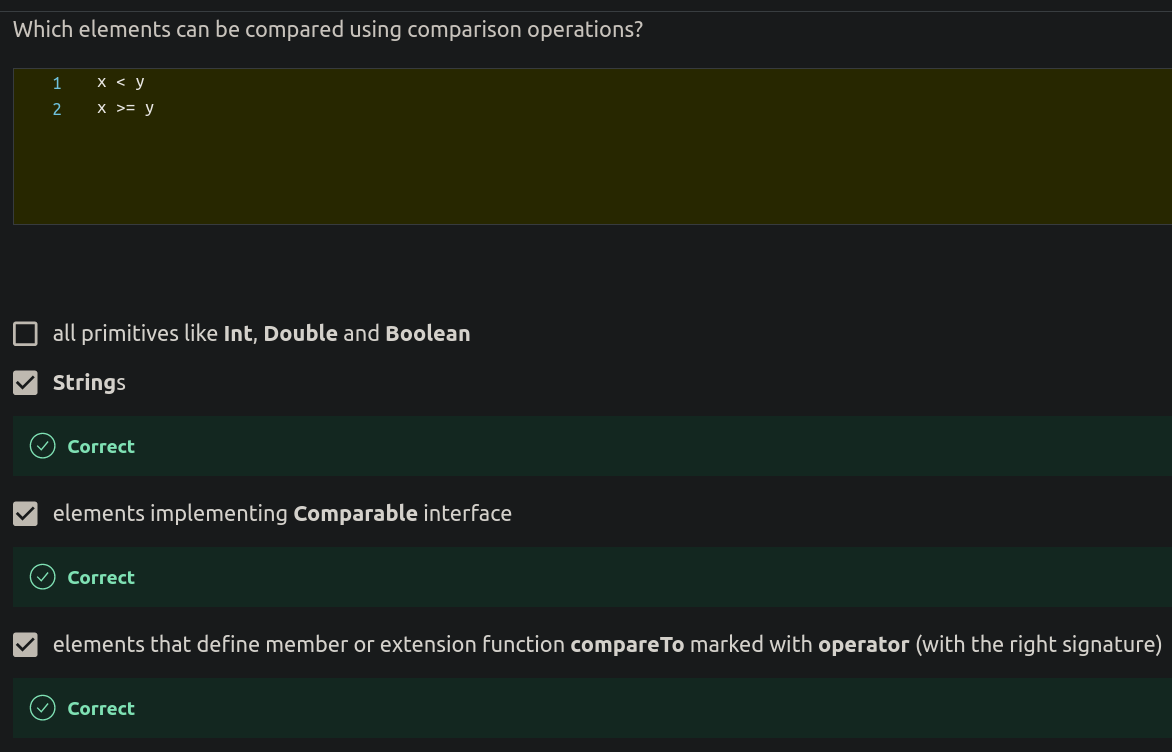 Which elements can be compared using comparison operations?
1 x < y
2 x >= y
all primitives like Int, Double and Boolean
Strings
Correct
elements implementing Comparable interface
Correct
elements that define member or extension function compareTo marked with operator (with the right signature)
Correct